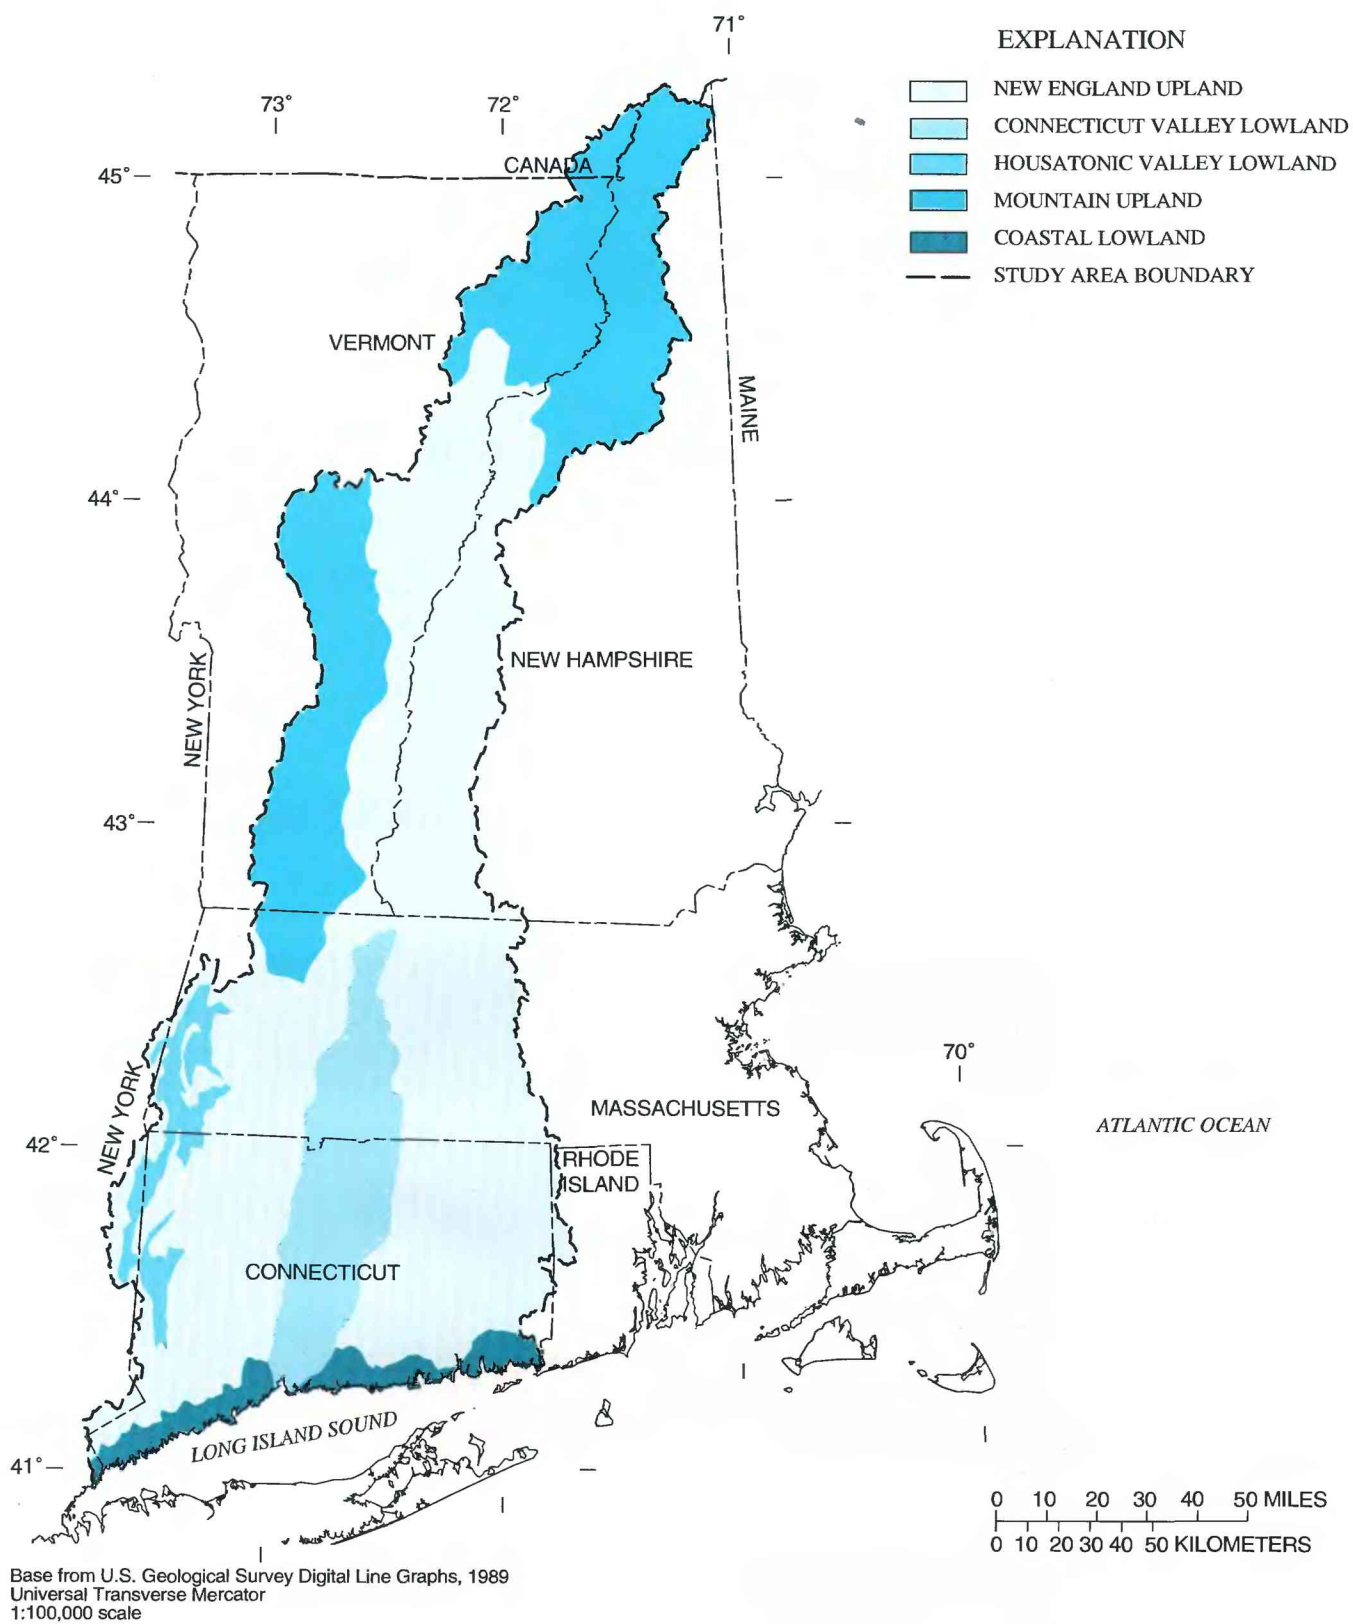 71°
EXPLANATION
NEW ENGLAND UPLAND
CONNECTICUT VALLEY LOWLAND
HOUSATONIC VALLEY LOWLAND
MOUNTAIN UPLAND
COASTAL LOWLAND
STUDY AREA BOUNDARY
73°
72°
CANADA
45°
VERMONT
MAINE
44°
NEW HAMPSHIRE
NEW YORK
43°
70°
NEW YORK
MASSACHUSETTS
ATLANTIC OCEAN
42°
RHODE
ISLAND
CONNECTICUT
LONG ISLAND SOUND
41°
0 10 20 30 40 50 MILES
0 10 20 30 40 50 KILOMETERS
Base from U.S. Geological Survey Digital Line Graphs, 1989
Universal Transverse Mercator
1:100,000 scale